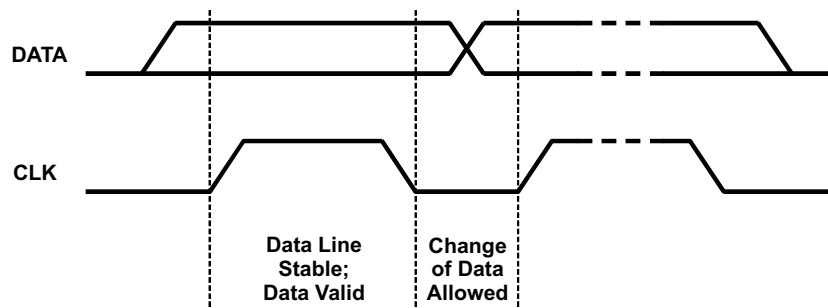 DATA
CLK
Data Line
Stable;
Data Valid
Change
of Data
Allowed